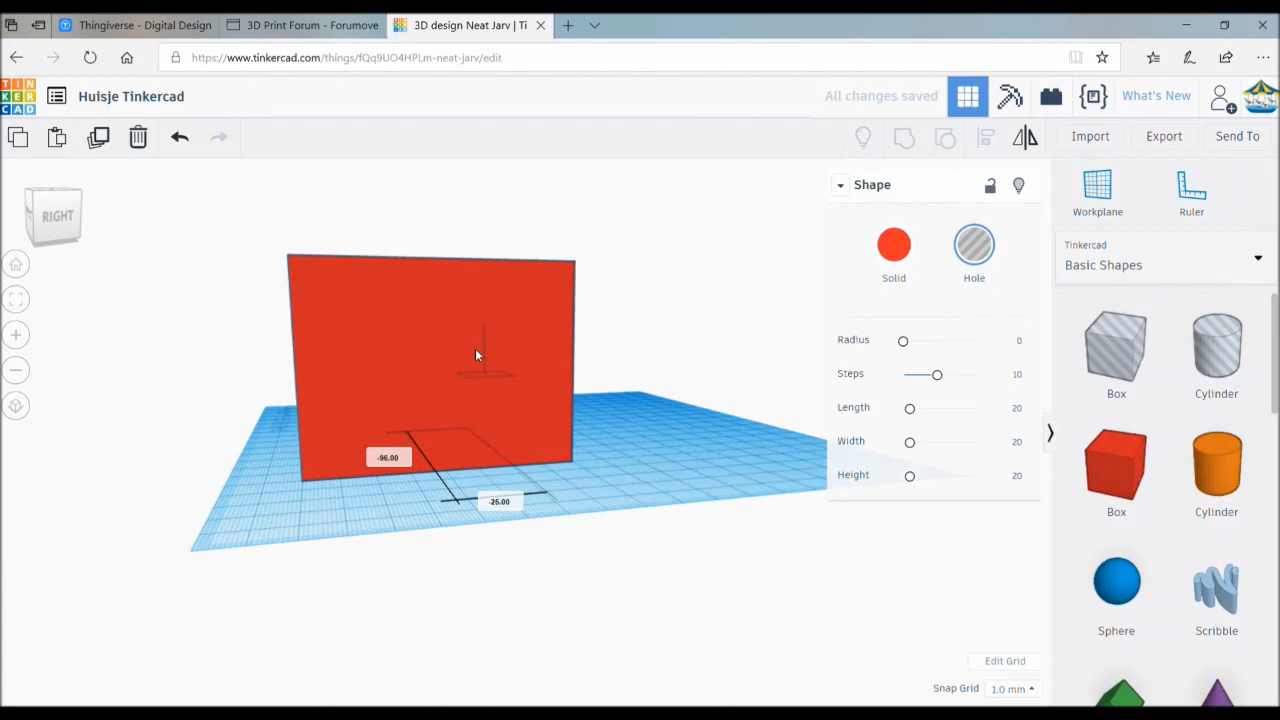 Thingiverse - Digital Design
3D Print Forum - Forumove
3D design Neat Jarv | Ti
https://www.tinkercad.com/things/fQq9UO4HPLm-neat-jarv/edit
TIN
KER
CAD
Huisje Tinkercad
All changes saved
What's New
Import
Export
Send To
RIGHT
Shape
Solid
Hole
Radius 0
Steps 10
Length 20
Width 20
Height 20
-96.00
-25.00
Workplane
Ruler
Tinkercad
Basic Shapes
Box
Cylinder
Box
Cylinder
Sphere
Scribble
Edit Grid
Snap Grid 1.0 mm